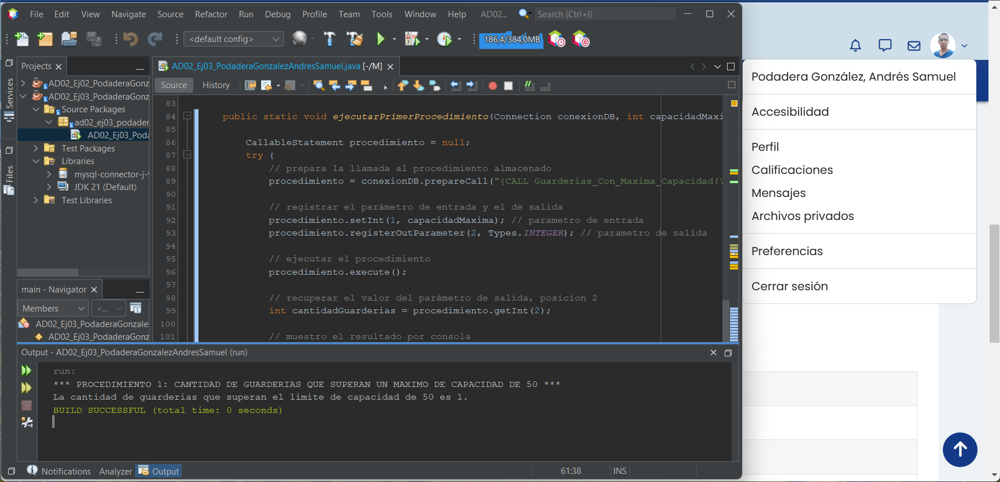 File Edit View Navigate Source Refactor Run Debug Profile Team Tools Window Help AD02... Search (Ctrl+I)
<default config> 186,4/384,0MB
Services
Files
Projects
AD02_Ej02_PodaderaGonz
AD02_Ej03_PodaderaGonz
Source Packages
ad02_ej03_podader
AD02_Ej03_Poda
Test Packages
Libraries
mysql-connector-j-9
JDK 21 (Default)
Test Libraries
main - Navigator
Members <...
AD02_Ej03_PodaderaGonzale
AD02_Ej03_PodaderaGonz
AD02_Ej03_PodaderaGonzalezAndresSamuel.java [-/M]
Source History
83
84 public static void ejecutarPrimerProcedimiento(Connection conexionDB, int capacidadMaxi
85
86 CallableStatement procedimiento = null;
87 try {
88 // prepara la llamada al procedimiento almacenado
89 procedimiento = conexionDB.prepareCall("{CALL Guarderias_Con_Maxima_Capacidad(?
90
91 // registrar el parámetro de entrada y el de salida
92 procedimiento.setInt(1, capacidadMaxima); // parametro de entrada
93 procedimiento.registerOutParameter(2, Types.INTEGER); // parametro de salida
94
95 // ejecutar el procedimiento
96 procedimiento.execute();
97
98 // recuperar el valor del parámetro de salida, posicion 2
99 int cantidadGuarderias = procedimiento.getInt(2);
100
101 // muestro el resultado por consola
Output - AD02_Ej03_PodaderaGonzalezAndresSamuel (run)
run:
*** PROCEDIMIENTO 1: CANTIDAD DE GUARDERIAS QUE SUPERAN UN MAXIMO DE CAPACIDAD DE 50 ***
La cantidad de guarderias que superan el limite de capacidad de 50 es 1.
BUILD SUCCESSFUL (total time: 0 seconds)
Notifications Analyzer Output 61:38 INS
Podadera González, Andrés Samuel
Accesibilidad
Perfil
Calificaciones
Mensajes
Archivos privados
Preferencias
Cerrar sesión